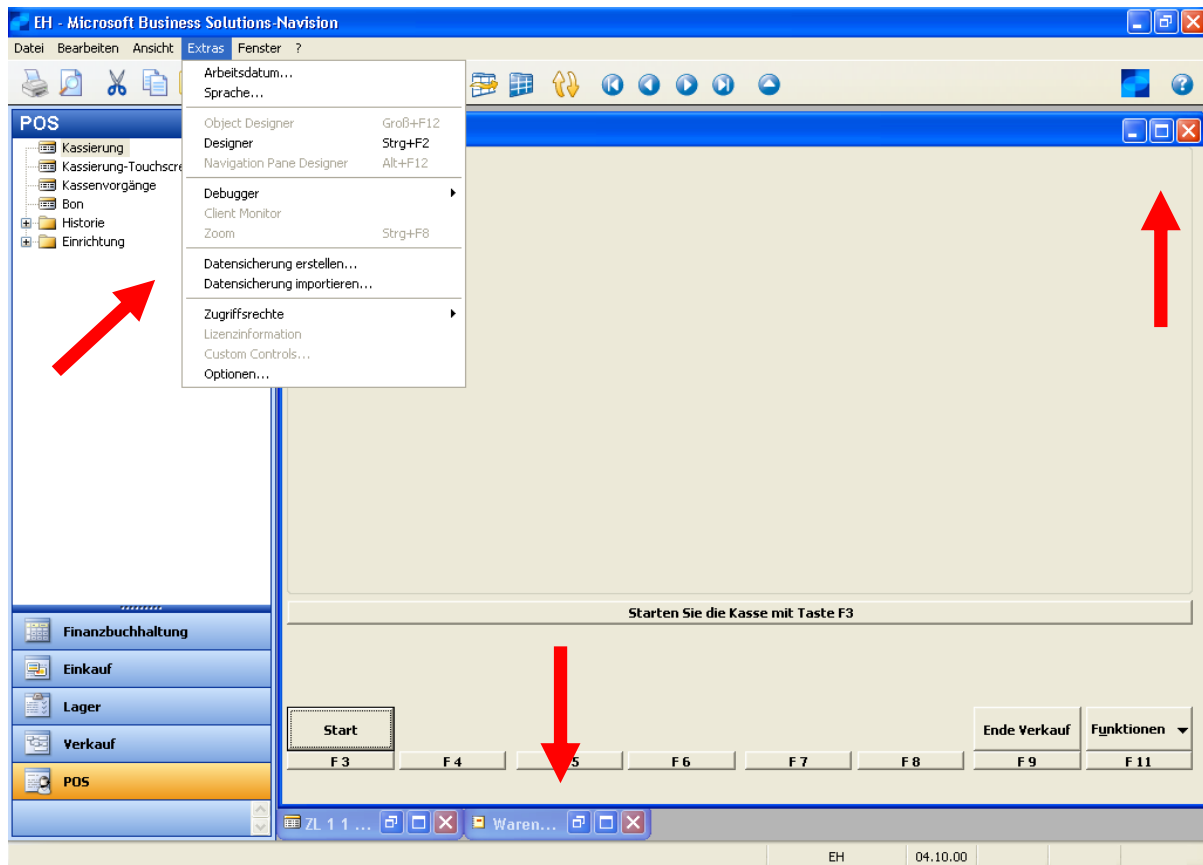 EH - Microsoft Business Solutions-Navision
Datei Bearbeiten Ansicht Extras Fenster ?
Arbeitsdatum...
Sprache...
Object Designer Groß+F12
Designer Strg+F2
Navigation Pane Designer Alt+F12
Debugger
Client Monitor
Zoom Strg+F8
Datensicherung erstellen...
Datensicherung importieren...
Zugriffsrechte
Lizenzinformation
Custom Controls...
Optionen...
POS
Kassierung
Kassierung-Touchscre
Kassenvorgänge
Bon
Historie
Einrichtung
Finanzbuchhaltung
Einkauf
Lager
Verkauf
POS
Starten Sie die Kasse mit Taste F3
Start Ende Verkauf Funktionen
F 3 F 4 5 F 6 F 7 F 8 F 9 F 11
ZL 1 1 ... Waren...
EH 04.10.00